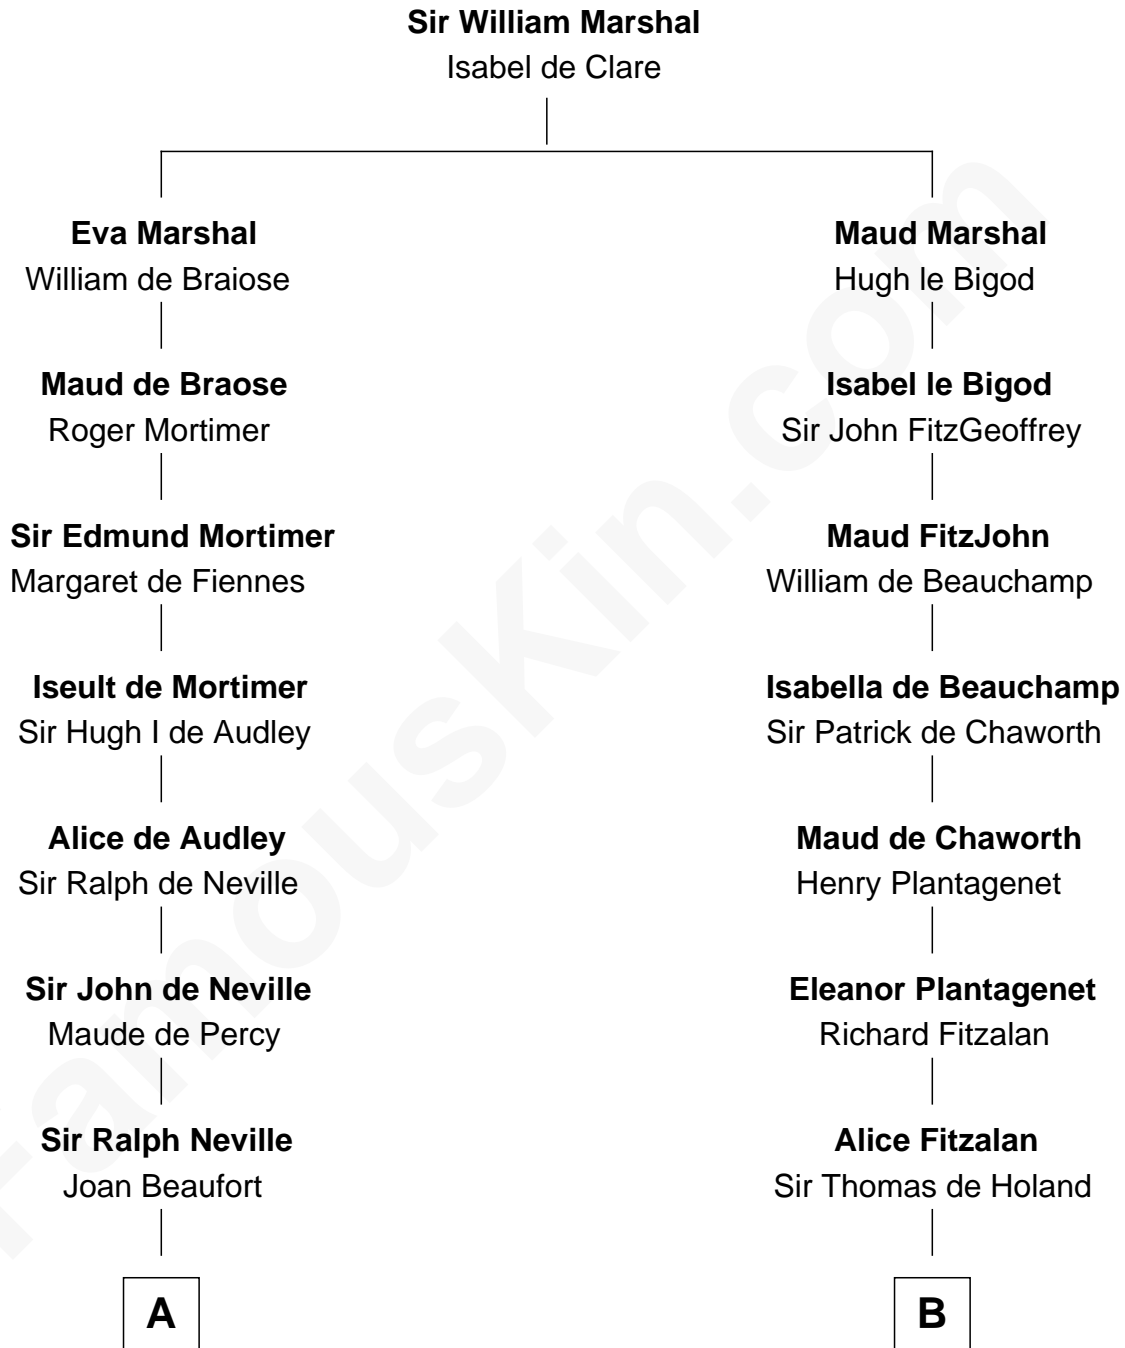 Sir William Marshal
Isabel de Clare
Eva Marshal
William de Braiose
Maud Marshal
Hugh le Bigod
Maud de Braose
Roger Mortimer
Isabel le Bigod
Sir John FitzGeoffrey
Sir Edmund Mortimer
Margaret de Fiennes
Maud FitzJohn
William de Beauchamp
Iseult de Mortimer
Sir Hugh I de Audley
Isabella de Beauchamp
Sir Patrick de Chaworth
Alice de Audley
Sir Ralph de Neville
Maud de Chaworth
Henry Plantagenet
Sir John de Neville
Maude de Percy
Eleanor Plantagenet
Richard Fitzalan
Sir Ralph Neville
Joan Beaufort
Alice Fitzalan
Sir Thomas de Holand
A
B
FamousKin.com